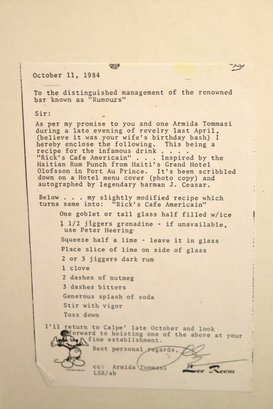 October 11, 1984
To the distinguished management of the renowned
bar known as "Rumours"
Sir:
As per my promise to you and one Armida Tommasi
during a late evening of revelry last April,
(believe it was your wife's birthday bash) I
hereby enclose the following. This being a
recipe for the infamous drink . . . .
"Rick's Cafe Americain" . . . Inspired by the
Haitian Rum Punch from Haiti's Grand Hotel
Olofsson in Port Au Prince. It's been scribbled
down on a Hotel menu cover (photo copy) and
autographed by legendary barman J. Ceasar.
Below . . . my slightly modified recipe which
turnes same into: "Rick's Cafe Americain"
One goblet or tall glass half filled w/ice
1 1/2 jiggers grenadine - if unavailable,
use Peter Heering
Squeeze half a lime - leave it in glass
Place slice of lime on side of glass
2 or 3 jiggers dark rum
1 clove
2 dashes of nutmeg
3 dashes bitters
Generous splash of soda
Stir with vigor
Toss down
I'll return to Calpe' late October and look
forward to hoisting one of the above at your
fine establishment.
Best personal regards,
cc: Armida Tommasi
LSR/ab